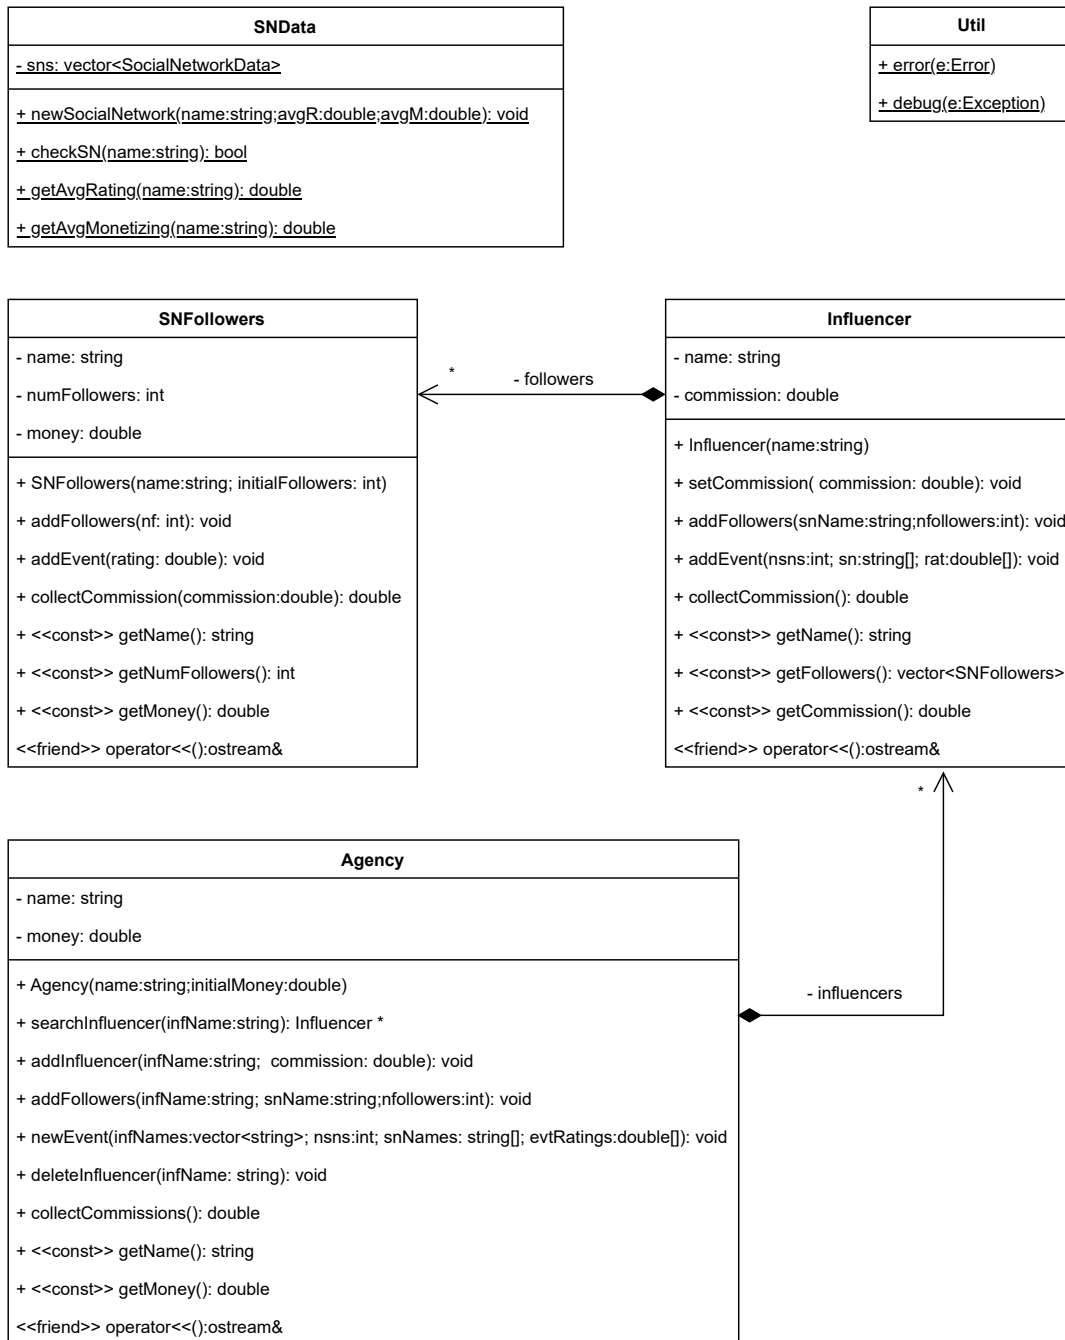 SNData
- sns: vector<SocialNetworkData>
+ newSocialNetwork(name:string;avgR:double;avgM:double): void
+ checkSN(name:string): bool
+ getAvgRating(name:string): double
+ getAvgMonetizing(name:string): double
Util
+ error(e:Error)
+ debug(e:Exception)
SNFollowers
- name: string
- numFollowers: int
- money: double
+ SNFollowers(name:string; initialFollowers: int)
+ addFollowers(nf: int): void
+ addEvent(rating: double): void
+ collectCommission(commission:double): double
+ <<const>> getName(): string
+ <<const>> getNumFollowers(): int
+ <<const>> getMoney(): double
<<friend>> operator<<():ostream&
*
- followers
Influencer
- name: string
- commission: double
+ Influencer(name:string)
+ setCommission( commission: double): void
+ addFollowers(snName:string;nfollowers:int): void
+ addEvent(nsns:int; sn:string[]; rat:double[]): void
+ collectCommission(): double
+ <<const>> getName(): string
+ <<const>> getFollowers(): vector<SNFollowers>
+ <<const>> getCommission(): double
<<friend>> operator<<():ostream&
*
- influencers
Agency
- name: string
- money: double
+ Agency(name:string;initialMoney:double)
+ searchInfluencer(infName:string): Influencer *
+ addInfluencer(infName:string;  commission: double): void
+ addFollowers(infName:string; snName:string;nfollowers:int): void
+ newEvent(infNames:vector<string>; nsns:int; snNames: string[]; evtRatings:double[]): void
+ deleteInfluencer(infName: string): void
+ collectCommissions(): double
+ <<const>> getName(): string
+ <<const>> getMoney(): double
<<friend>> operator<<():ostream&